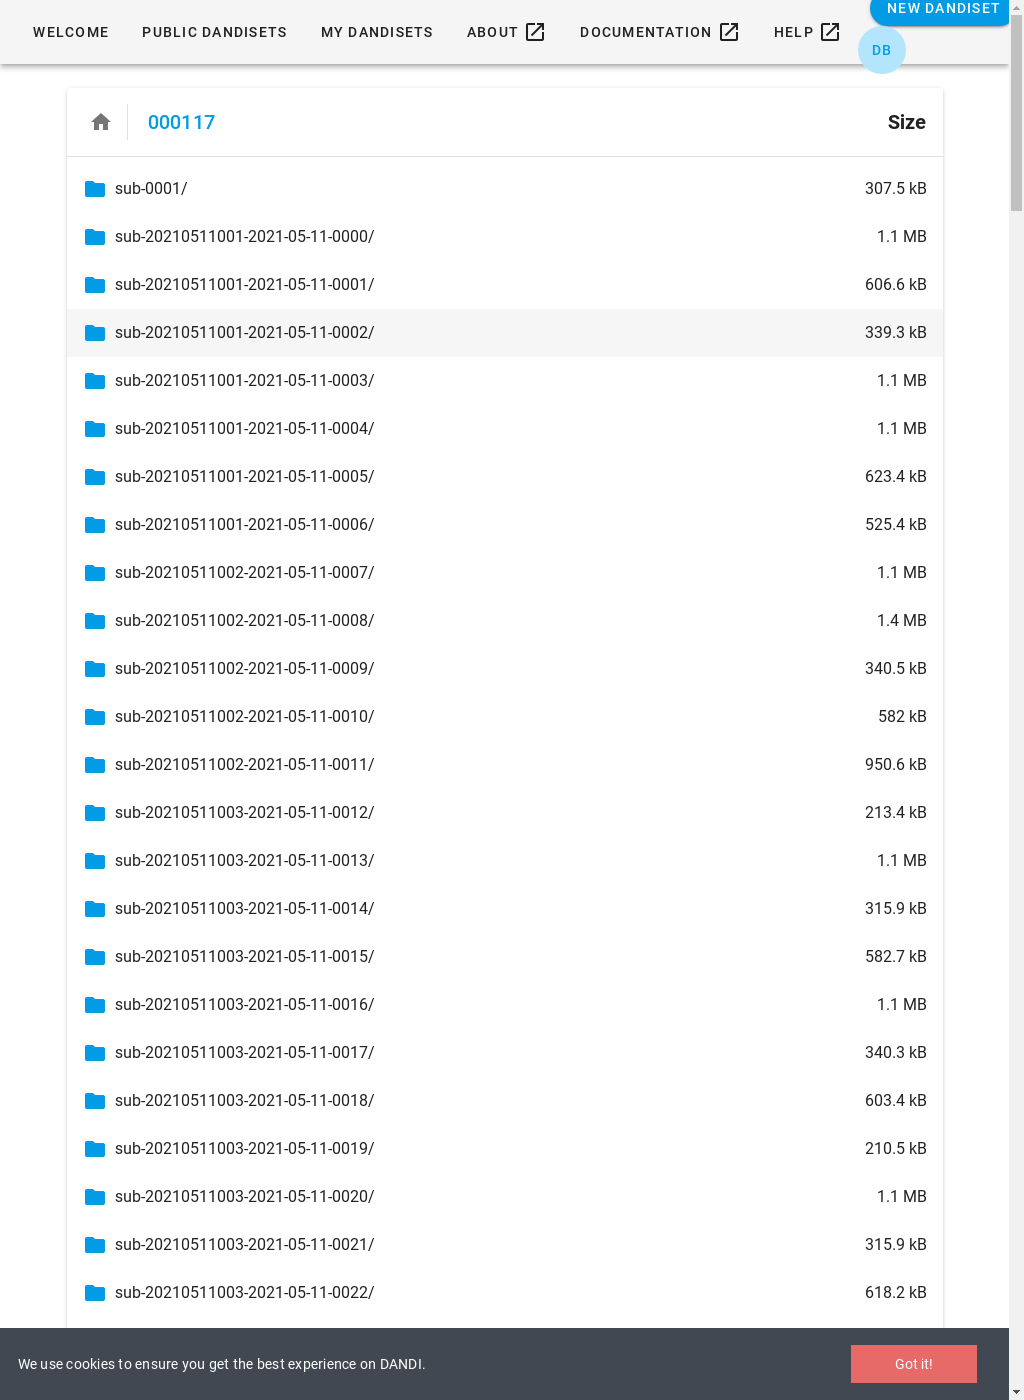 WELCOME PUBLIC DANDISETS MY DANDISETS ABOUT DOCUMENTATION HELP NEW DANDISET
DB
000117 Size
sub-0001/ 307.5 kB
sub-20210511001-2021-05-11-0000/ 1.1 MB
sub-20210511001-2021-05-11-0001/ 606.6 kB
sub-20210511001-2021-05-11-0002/ 339.3 kB
sub-20210511001-2021-05-11-0003/ 1.1 MB
sub-20210511001-2021-05-11-0004/ 1.1 MB
sub-20210511001-2021-05-11-0005/ 623.4 kB
sub-20210511001-2021-05-11-0006/ 525.4 kB
sub-20210511002-2021-05-11-0007/ 1.1 MB
sub-20210511002-2021-05-11-0008/ 1.4 MB
sub-20210511002-2021-05-11-0009/ 340.5 kB
sub-20210511002-2021-05-11-0010/ 582 kB
sub-20210511002-2021-05-11-0011/ 950.6 kB
sub-20210511003-2021-05-11-0012/ 213.4 kB
sub-20210511003-2021-05-11-0013/ 1.1 MB
sub-20210511003-2021-05-11-0014/ 315.9 kB
sub-20210511003-2021-05-11-0015/ 582.7 kB
sub-20210511003-2021-05-11-0016/ 1.1 MB
sub-20210511003-2021-05-11-0017/ 340.3 kB
sub-20210511003-2021-05-11-0018/ 603.4 kB
sub-20210511003-2021-05-11-0019/ 210.5 kB
sub-20210511003-2021-05-11-0020/ 1.1 MB
sub-20210511003-2021-05-11-0021/ 315.9 kB
sub-20210511003-2021-05-11-0022/ 618.2 kB
We use cookies to ensure you get the best experience on DANDI. Got it!